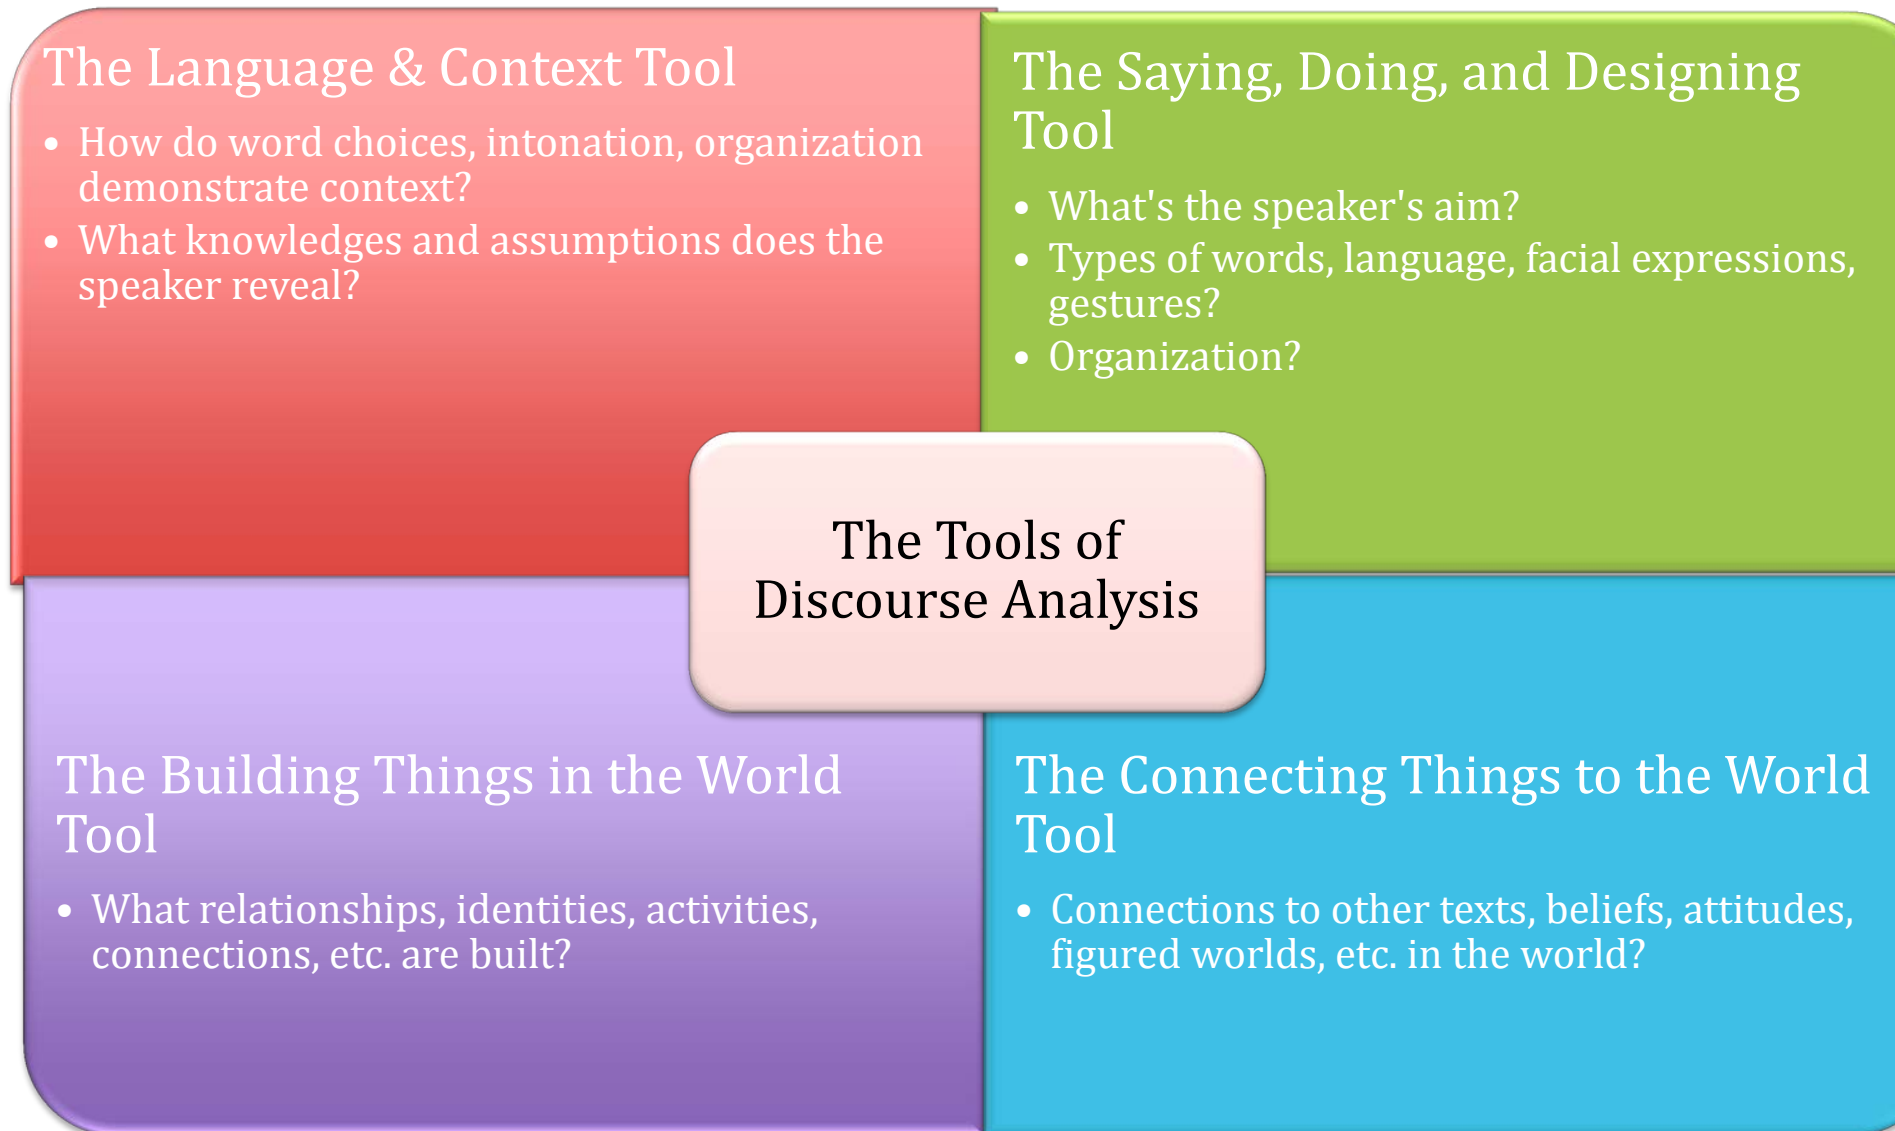 The Language & Context Tool
• How do word choices, intonation, organization
demonstrate context?
• What knowledges and assumptions does the
speaker reveal?
The Saying, Doing, and Designing
Tool
• What's the speaker's aim?
• Types of words, language, facial expressions,
gestures?
• Organization?
The Tools of
Discourse Analysis
The Building Things in the World
Tool
• What relationships, identities, activities,
connections, etc. are built?
The Connecting Things to the World
Tool
• Connections to other texts, beliefs, attitudes,
figured worlds, etc. in the world?